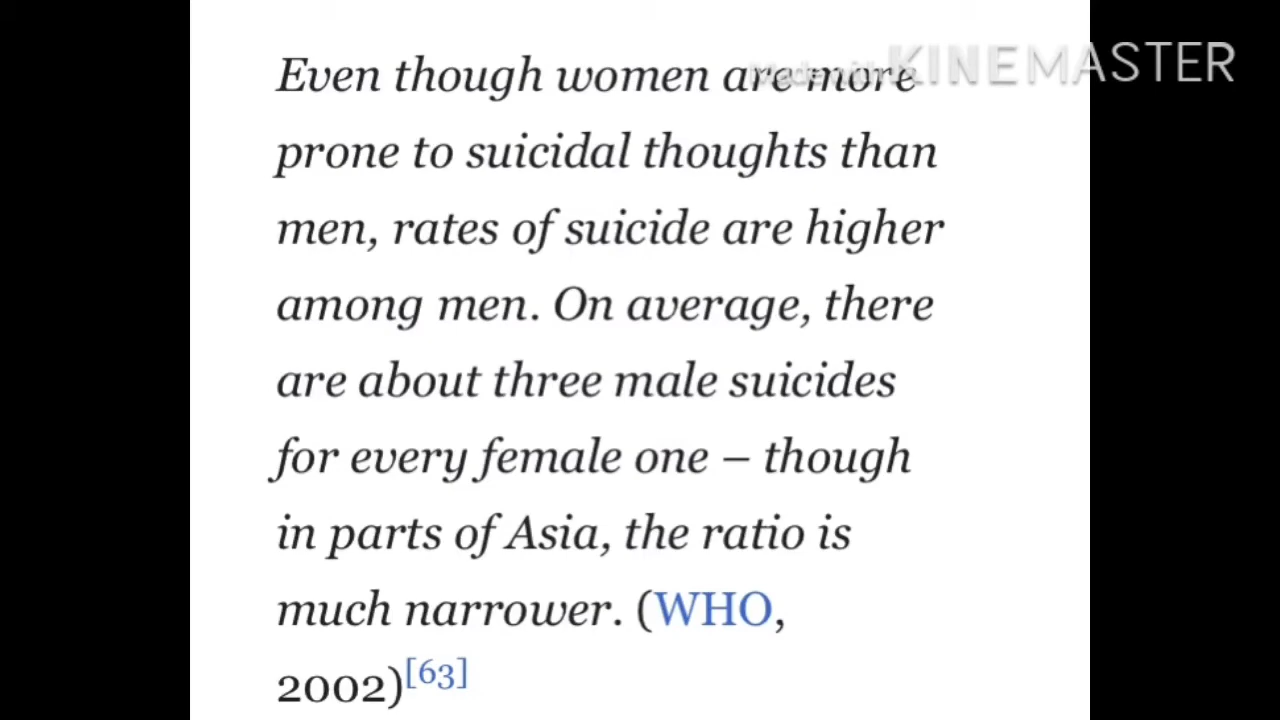 Made with KINEMASTER
Even though women are more
prone to suicidal thoughts than
men, rates of suicide are higher
among men. On average, there
are about three male suicides
for every female one – though
in parts of Asia, the ratio is
much narrower. (WHO,
2002)[63]